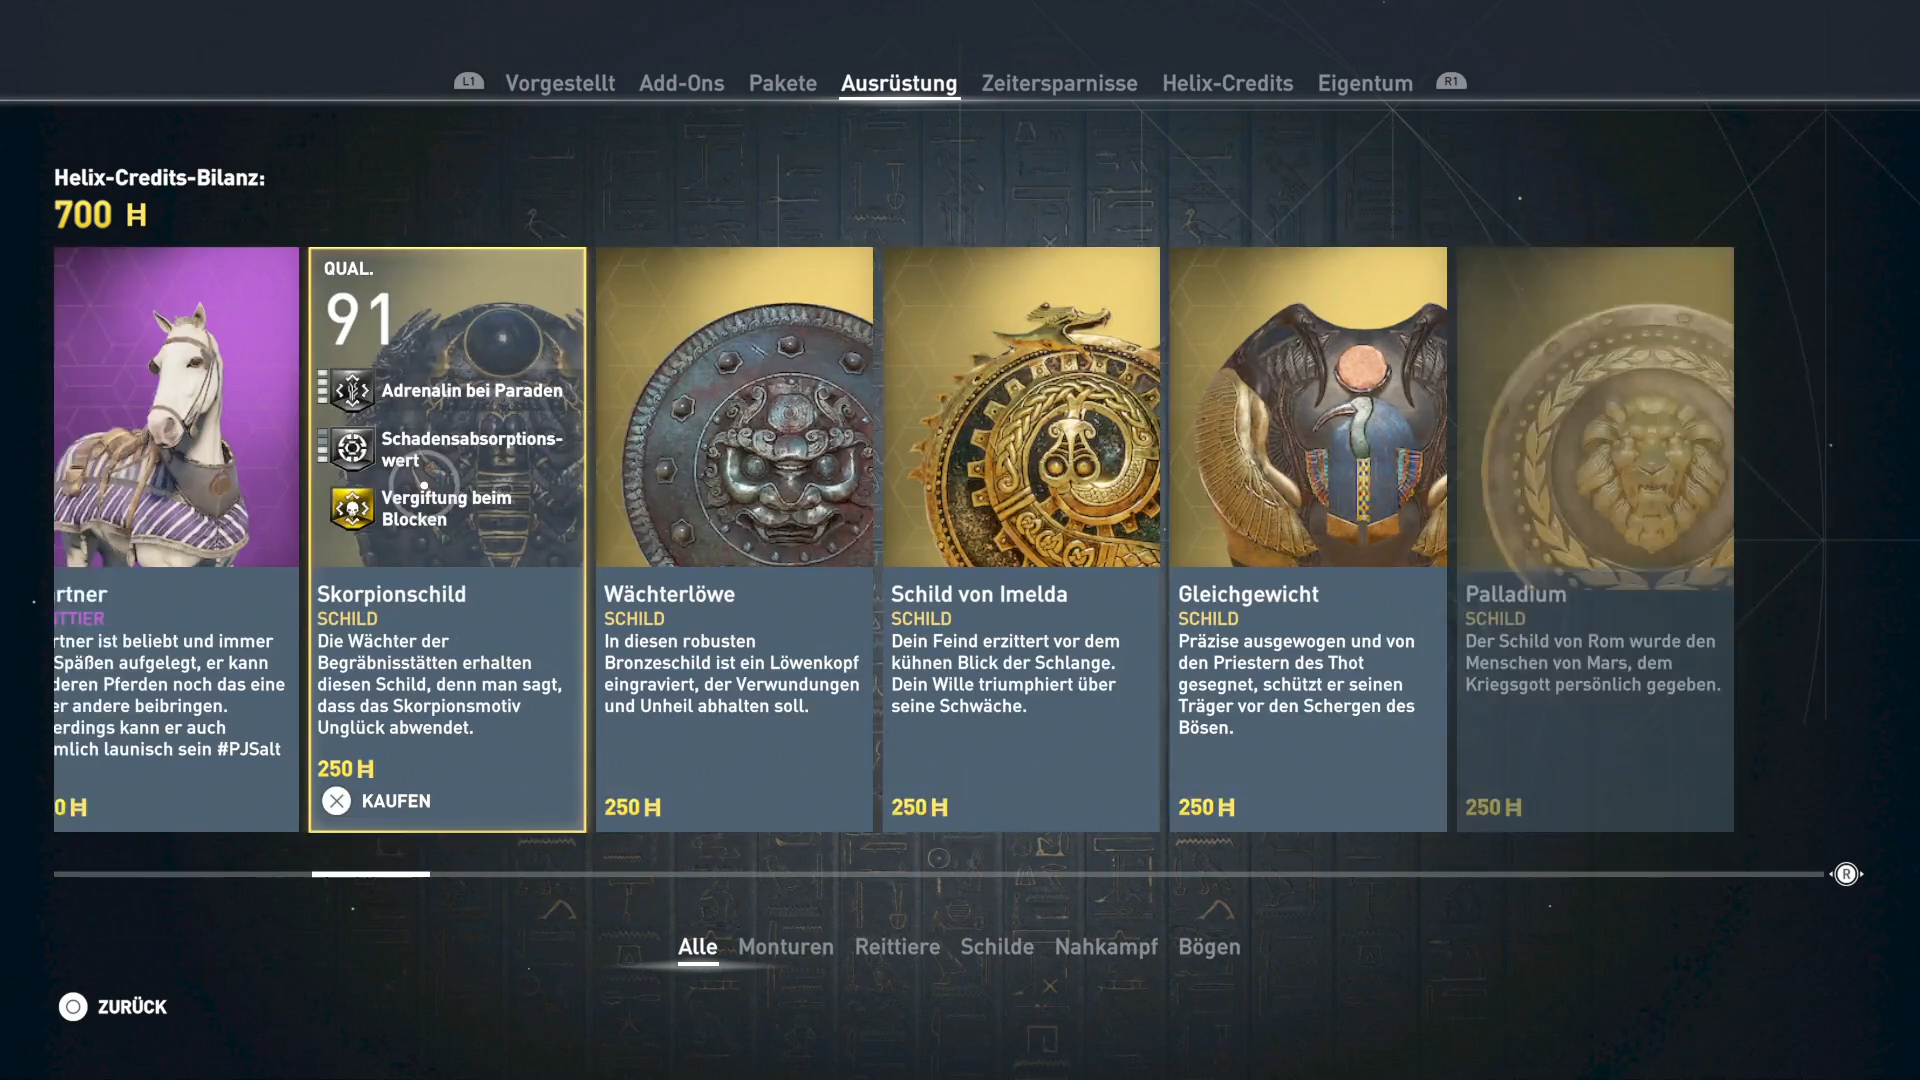 L1 Vorgestellt Add-Ons Pakete Ausrüstung Zeitersparnisse Helix-Credits Eigentum R1
Helix-Credits-Bilanz:
700
rtner
ITTIER
rtner ist beliebt und immer
Späßen aufgelegt, er kann
deren Pferden noch das eine
er andere beibringen.
erdings kann er auch
mlich launisch sein #PJSalt
0
QUAL.
91
Adrenalin bei Paraden
Schadensabsorptions-
wert
Vergiftung beim
Blocken
Skorpionschild
SCHILD
Die Wächter der
Begräbnisstätten erhalten
diesen Schild, denn man sagt,
dass das Skorpionsmotiv
Unglück abwendet.
250
KAUFEN
Wächterlöwe
SCHILD
In diesen robusten
Bronzeschild ist ein Löwenkopf
eingraviert, der Verwundungen
und Unheil abhalten soll.
250
Schild von Imelda
SCHILD
Dein Feind erzittert vor dem
kühnen Blick der Schlange.
Dein Wille triumphiert über
seine Schwäche.
250
Gleichgewicht
SCHILD
Präzise ausgewogen und von
den Priestern des Thot
gesegnet, schützt er seinen
Träger vor den Schergen des
Bösen.
250
Palladium
SCHILD
Der Schild von Rom wurde den
Menschen von Mars, dem
Kriegsgott persönlich gegeben.
250
R
Alle Monturen Reittiere Schilde Nahkampf Bögen
ZURÜCK